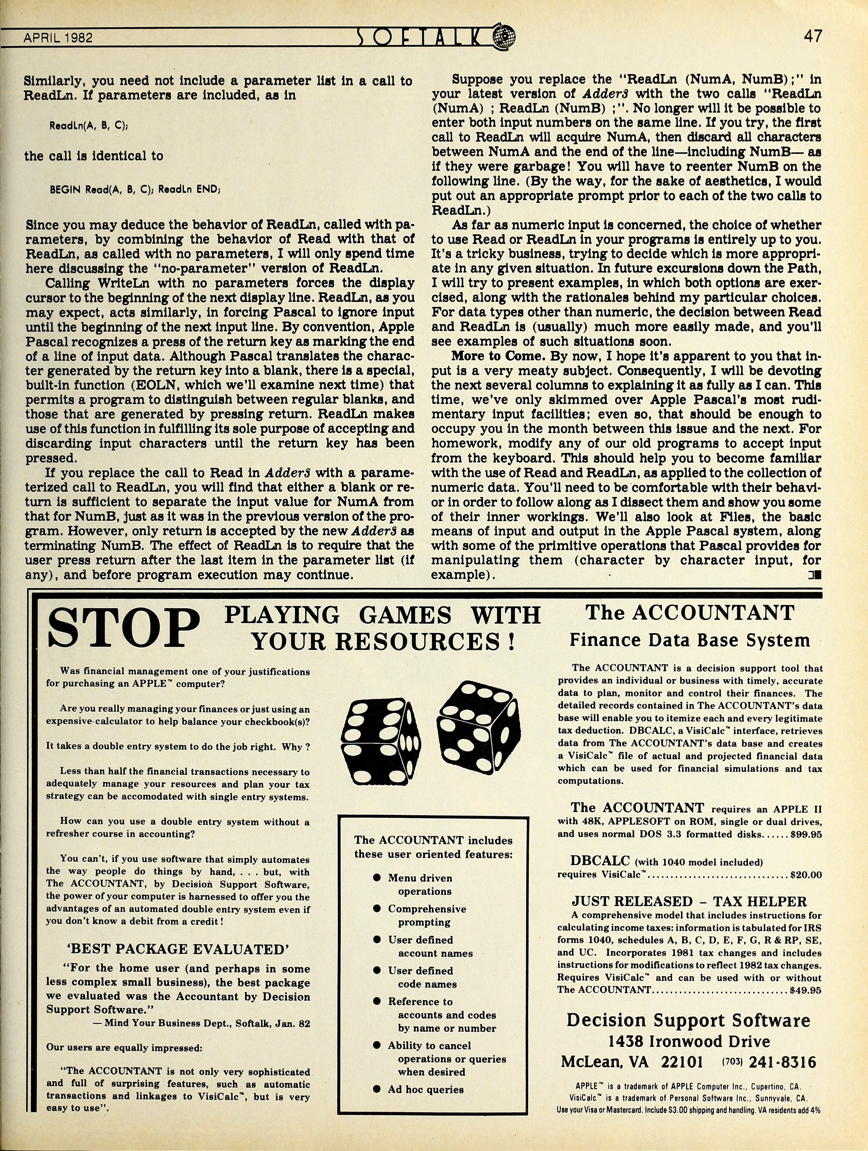 APRIL 1982
SOFTALK
47
Similarly, you need not include a parameter list in a call to
ReadLn. If parameters are included, as in
ReadLn(A, B, C);
the call is identical to
BEGIN Read(A, B, C); ReadLn END;
Since you may deduce the behavior of ReadLn, called with pa-
rameters, by combining the behavior of Read with that of
ReadLn, as called with no parameters, I will only spend time
here discussing the "no-parameter" version of ReadLn.
Calling WriteLn with no parameters forces the display
cursor to the beginning of the next display line. ReadLn, as you
may expect, acts similarly, in forcing Pascal to ignore input
until the beginning of the next input line. By convention, Apple
Pascal recognizes a press of the return key as marking the end
of a line of input data. Although Pascal translates the charac-
ter generated by the return key into a blank, there is a special,
built-in function (EOLN, which we'll examine next time) that
permits a program to distinguish between regular blanks, and
those that are generated by pressing return. ReadLn makes
use of this function in fulfilling its sole purpose of accepting and
discarding input characters until the return key has been
pressed.
If you replace the call to Read in Adder3 with a parame-
terized call to ReadLn, you will find that either a blank or re-
turn is sufficient to separate the input value for NumA from
that for NumB, just as it was in the previous version of the pro-
gram. However, only return is accepted by the new Adder3 as
terminating NumB. The effect of ReadLn is to require that the
user press return after the last item in the parameter list (if
any), and before program execution may continue.
Suppose you replace the "ReadLn (NumA, NumB);" in
your latest version of Adder3 with the two calls "ReadLn
(NumA) ; ReadLn (NumB) ;". No longer will it be possible to
enter both input numbers on the same line. If you try, the first
call to ReadLn will acquire NumA, then discard all characters
between NumA and the end of the line—including NumB— as
if they were garbage! You will have to reenter NumB on the
following line. (By the way, for the sake of aesthetics, I would
put out an appropriate prompt prior to each of the two calls to
ReadLn.)
As far as numeric input is concerned, the choice of whether
to use Read or ReadLn in your programs is entirely up to you.
It's a tricky business, trying to decide which is more appropri-
ate in any given situation. In future excursions down the Path,
I will try to present examples, in which both options are exer-
cised, along with the rationales behind my particular choices.
For data types other than numeric, the decision between Read
and ReadLn is (usually) much more easily made, and you'll
see examples of such situations soon.
More to Come. By now, I hope it's apparent to you that in-
put is a very meaty subject. Consequently, I will be devoting
the next several columns to explaining it as fully as I can. This
time, we've only skimmed over Apple Pascal's most rudi-
mentary input facilities; even so, that should be enough to
occupy you in the month between this issue and the next. For
homework, modify any of our old programs to accept input
from the keyboard. This should help you to become familiar
with the use of Read and ReadLn, as applied to the collection of
numeric data. You'll need to be comfortable with their behavi-
or in order to follow along as I dissect them and show you some
of their inner workings. We'll also look at Files, the basic
means of input and output in the Apple Pascal system, along
with some of the primitive operations that Pascal provides for
manipulating them (character by character input, for
example).
STOP PLAYING GAMES WITH
YOUR RESOURCES !
Was financial management one of your justifications
for purchasing an APPLE™ computer?
Are you really managing your finances or just using an
expensive calculator to help balance your checkbook(s)?
It takes a double entry system to do the job right. Why ?
Less than half the financial transactions necessary to
adequately manage your resources and plan your tax
strategy can be accomodated with single entry systems.
How can you use a double entry system without a
refresher course in accounting?
You can't, if you use software that simply automates
the way people do things by hand, . . . but, with
The ACCOUNTANT, by Decision Support Software,
the power of your computer is harnessed to offer you the
advantages of an automated double entry system even if
you don't know a debit from a credit !
'BEST PACKAGE EVALUATED'
"For the home user (and perhaps in some
less complex small business), the best package
we evaluated was the Accountant by Decision
Support Software."
— Mind Your Business Dept., Softalk, Jan. 82
Our users are equally impressed:
"The ACCOUNTANT is not only very sophisticated
and full of surprising features, such as automatic
transactions and linkages to VisiCalc™, but is very
easy to use".
The ACCOUNTANT includes
these user oriented features:
● Menu driven
operations
● Comprehensive
prompting
● User defined
account names
● User defined
code names
● Reference to
accounts and codes
by name or number
● Ability to cancel
operations or queries
when desired
● Ad hoc queries
The ACCOUNTANT
Finance Data Base System
The ACCOUNTANT is a decision support tool that
provides an individual or business with timely, accurate
data to plan, monitor and control their finances. The
detailed records contained in The ACCOUNTANT's data
base will enable you to itemize each and every legitimate
tax deduction. DBCALC, a VisiCalc™ interface, retrieves
data from The ACCOUNTANT's data base and creates
a VisiCalc™ file of actual and projected financial data
which can be used for financial simulations and tax
computations.
The ACCOUNTANT requires an APPLE II
with 48K, APPLESOFT on ROM, single or dual drives,
and uses normal DOS 3.3 formatted disks......$99.95
DBCALC (with 1040 model included)
requires VisiCalc™..............................$20.00
JUST RELEASED – TAX HELPER
A comprehensive model that includes instructions for
calculating income taxes: information is tabulated for IRS
forms 1040, schedules A, B, C, D, E, F, G, R & RP, SE,
and UC. Incorporates 1981 tax changes and includes
instructions for modifications to reflect 1982 tax changes.
Requires VisiCalc™ and can be used with or without
The ACCOUNTANT.............................$49.95
Decision Support Software
1438 Ironwood Drive
McLean, VA 22101 (703) 241-8316
APPLE™ is a trademark of APPLE Computer Inc., Cupertino, CA.
VisiCalc™ is a trademark of Personal Software Inc., Sunnyvale, CA.
Use your Visa or Mastercard. Include $3.00 shipping and handling. VA residents add 4%